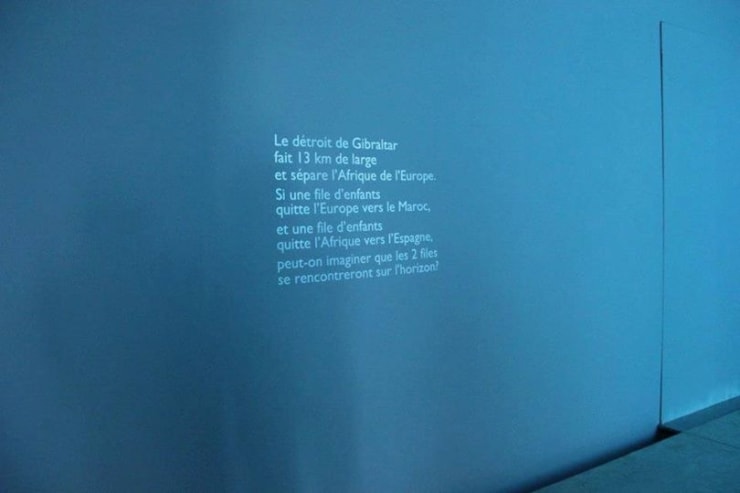 Le détroit de Gibraltar
fait 13 km de large
et sépare l'Afrique de l'Europe.
Si une file d'enfants
quitte l'Europe vers le Maroc,
et une file d'enfants
quitte l'Afrique vers l'Espagne,
peut-on imaginer que les 2 files
se rencontreront sur l'horizon?